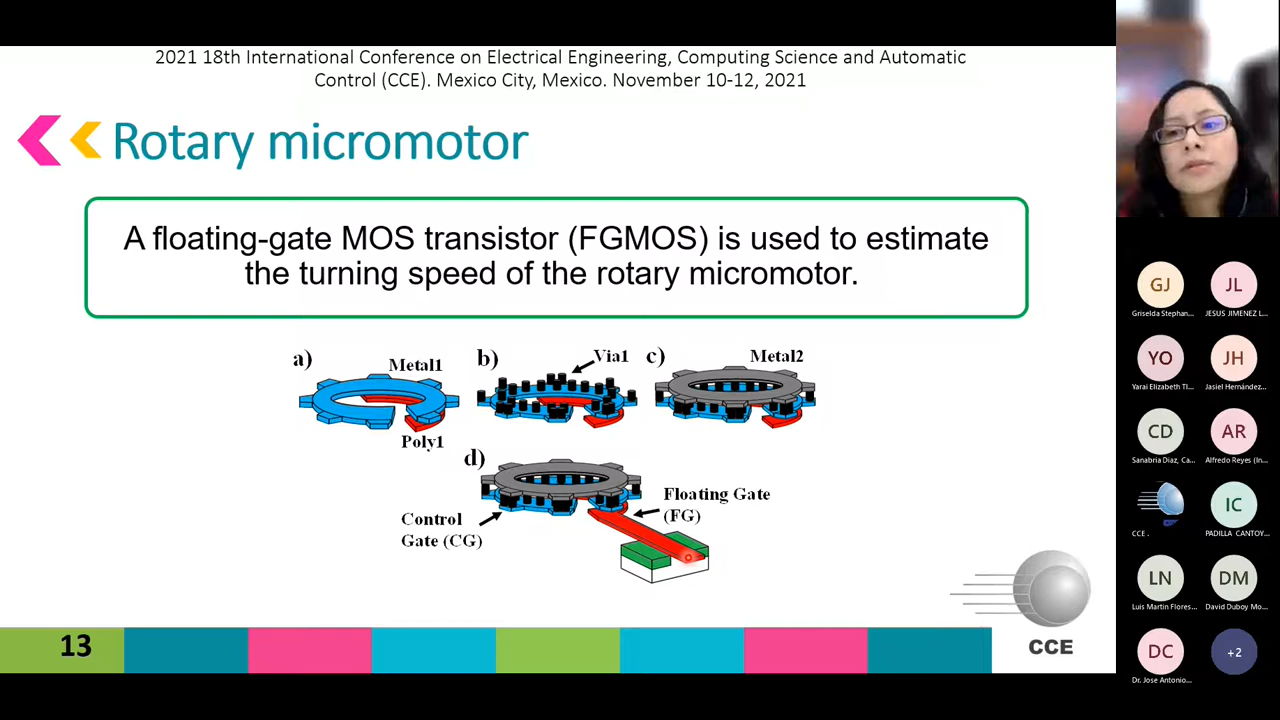 2021 18th International Conference on Electrical Engineering, Computing Science and Automatic
Control (CCE). Mexico City, Mexico. November 10-12, 2021
Rotary micromotor
A floating-gate MOS transistor (FGMOS) is used to estimate
the turning speed of the rotary micromotor.
a)
Metal1
Poly1
b)
Via1
c)
Metal2
d)
Control
Gate (CG)
Floating Gate
(FG)
CCE
13
GJ
Griselda Stephan...
JL
JESUS JIMENEZ L...
YO
Yarai Elizabeth Tl...
JH
Jasiel Hernández...
CD
Sanabria Diaz, Ca...
AR
Alfredo Reyes (In...
CCE .
IC
PADILLA CANTOY...
LN
Luis Martin Flores...
DM
David Duboy Mo...
DC
Dr. Jose Antonio...
+2